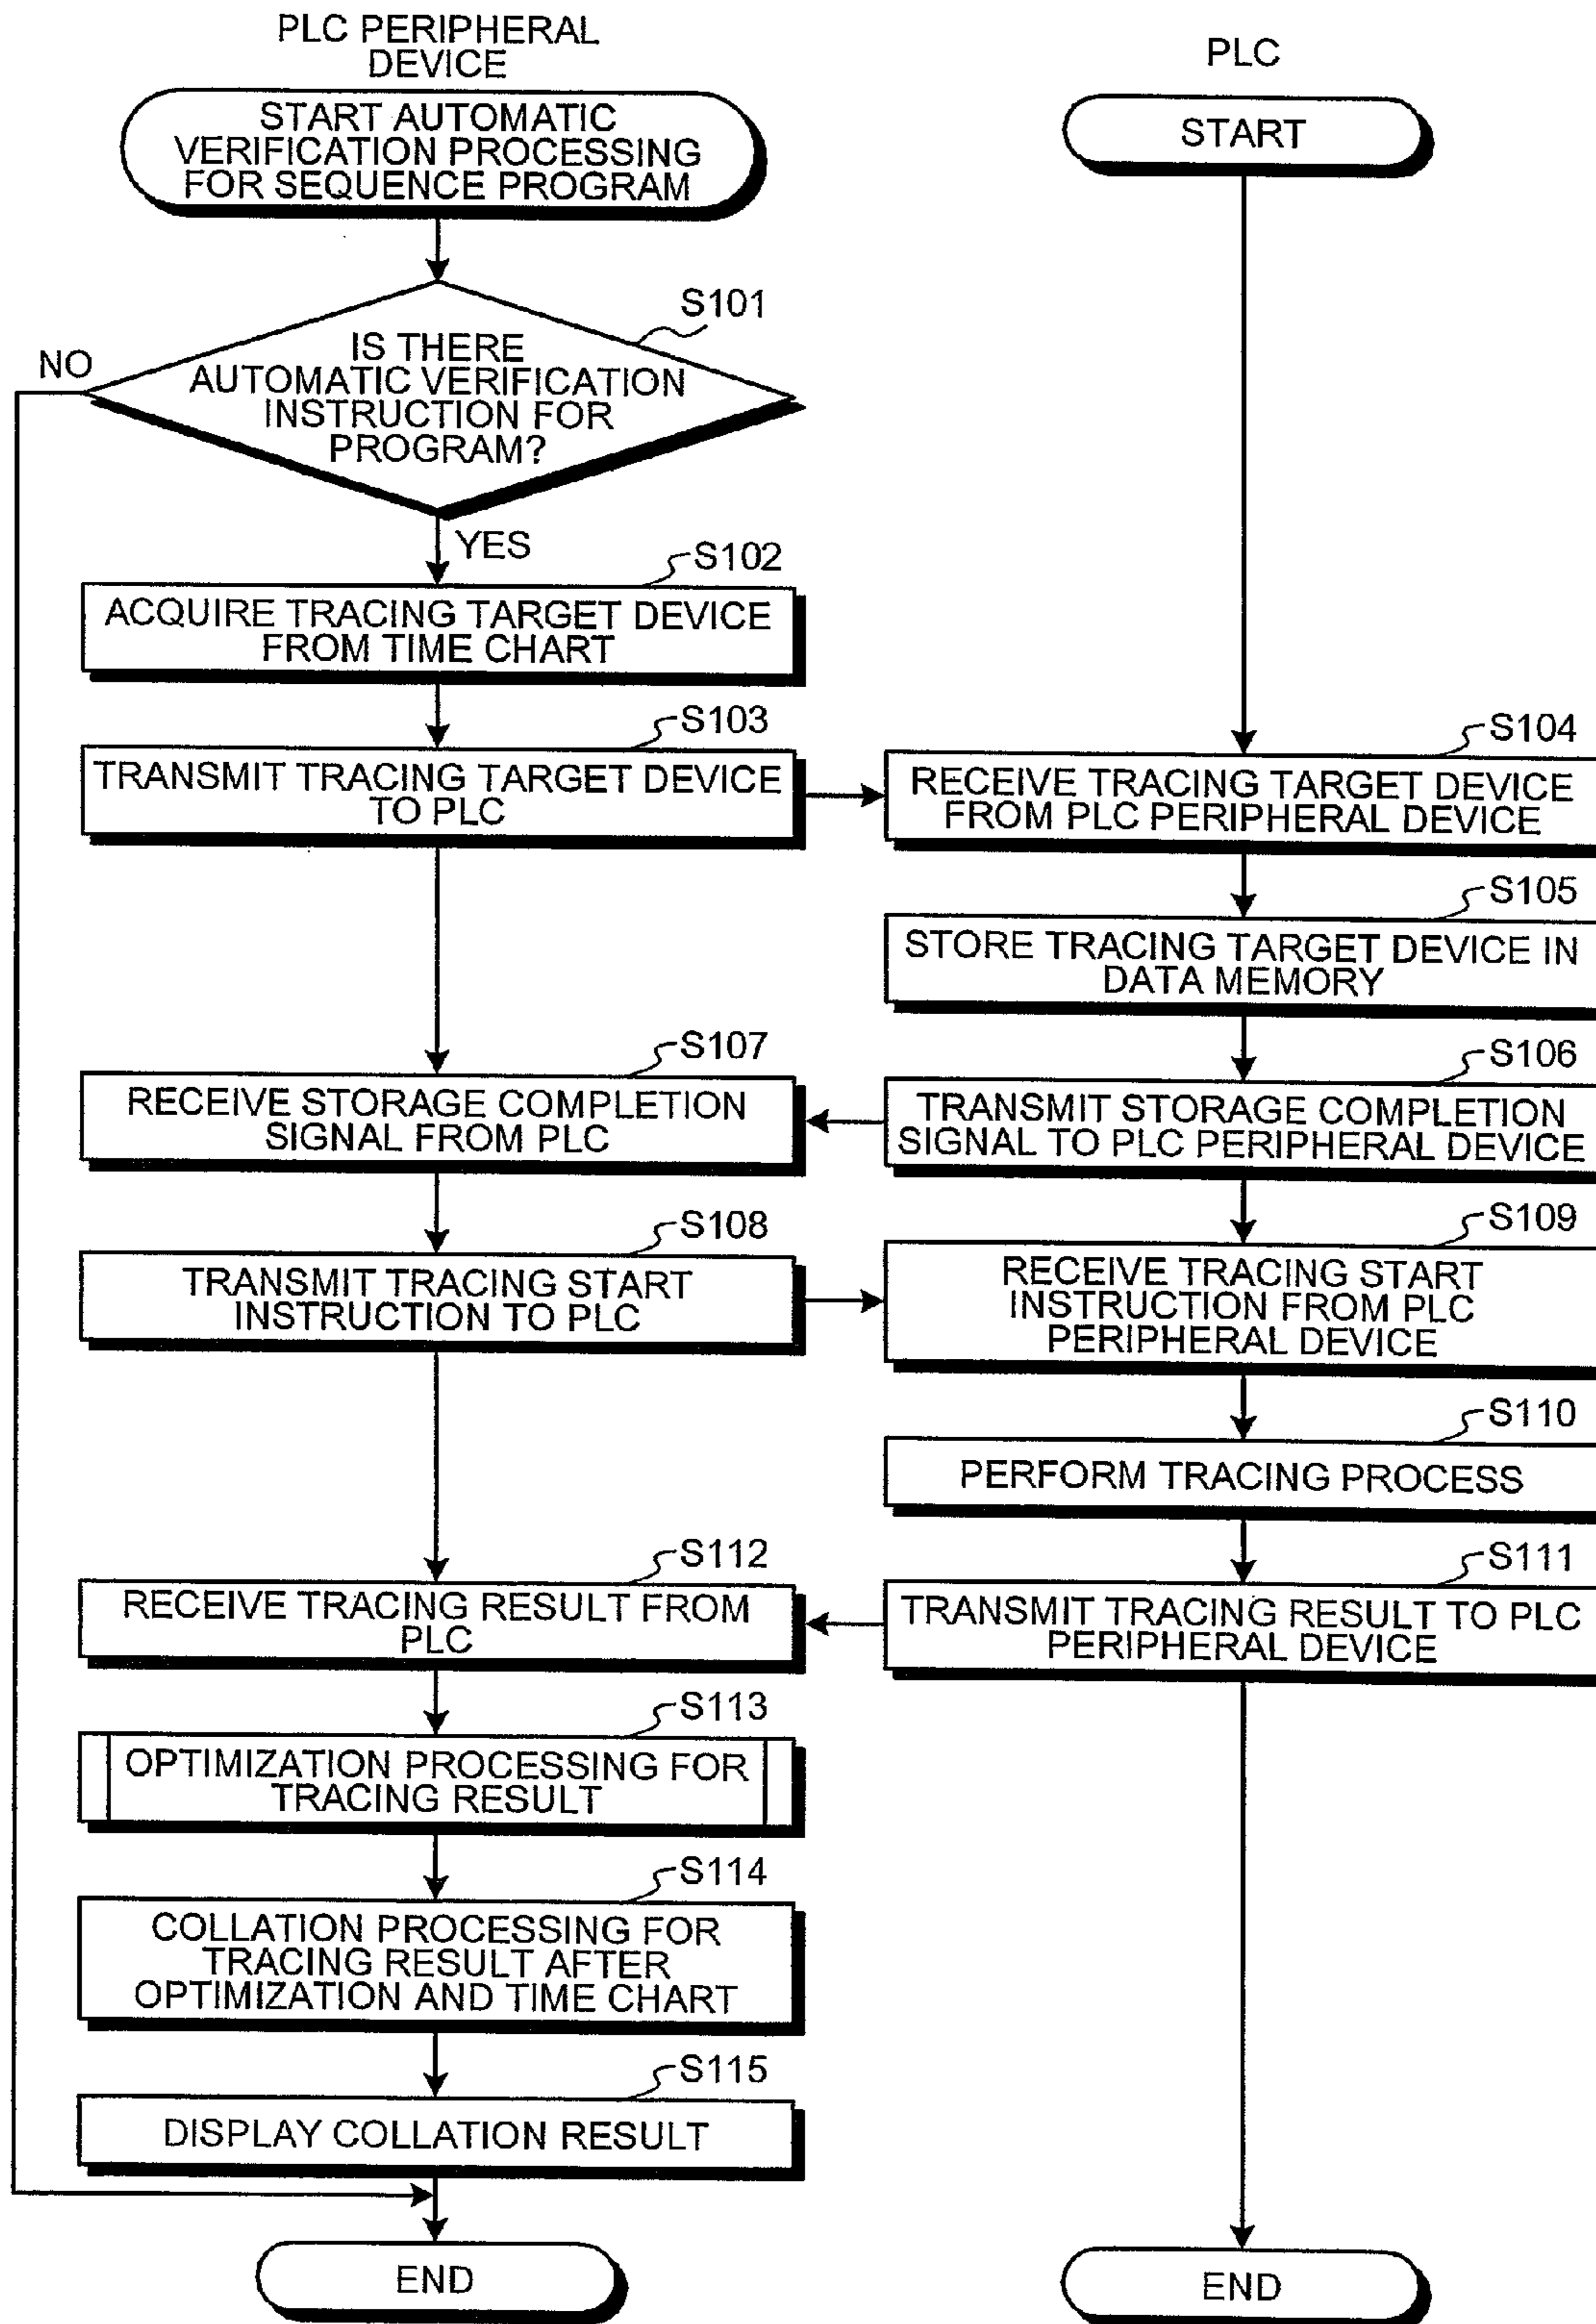 PLC PERIPHERAL
DEVICE
START AUTOMATIC
VERIFICATION PROCESSING
FOR SEQUENCE PROGRAM
S101
NO
IS THERE
AUTOMATIC VERIFICATION
INSTRUCTION FOR
PROGRAM?
YES
S102
ACQUIRE TRACING TARGET DEVICE
FROM TIME CHART
S103
TRANSMIT TRACING TARGET DEVICE
TO PLC
S107
RECEIVE STORAGE COMPLETION
SIGNAL FROM PLC
S108
TRANSMIT TRACING START
INSTRUCTION TO PLC
S112
RECEIVE TRACING RESULT FROM
PLC
S113
OPTIMIZATION PROCESSING FOR
TRACING RESULT
S114
COLLATION PROCESSING FOR
TRACING RESULT AFTER
OPTIMIZATION AND TIME CHART
S115
DISPLAY COLLATION RESULT
END
PLC
START
S104
RECEIVE TRACING TARGET DEVICE
FROM PLC PERIPHERAL DEVICE
S105
STORE TRACING TARGET DEVICE IN
DATA MEMORY
S106
TRANSMIT STORAGE COMPLETION
SIGNAL TO PLC PERIPHERAL DEVICE
S109
RECEIVE TRACING START
INSTRUCTION FROM PLC
PERIPHERAL DEVICE
S110
PERFORM TRACING PROCESS
S111
TRANSMIT TRACING RESULT TO PLC
PERIPHERAL DEVICE
END